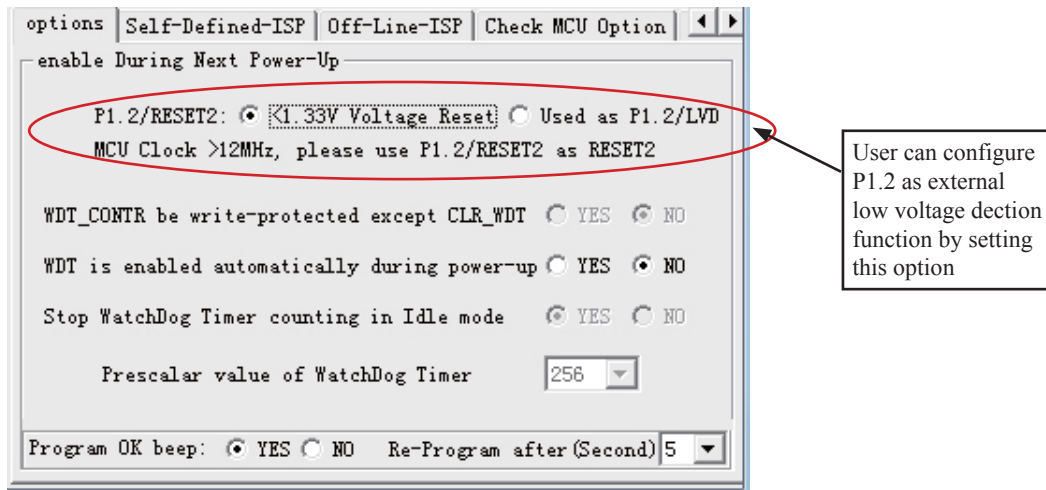 options Self-Defined-ISP Off-Line-ISP Check MCU Option
enable During Next Power-Up
P1.2/RESET2: <1.33V Voltage Reset Used as P1.2/LVD
MCU Clock >12MHz, please use P1.2/RESET2 as RESET2
WDT_CONTR be write-protected except CLR_WDT YES NO
WDT is enabled automatically during power-up YES NO
Stop WatchDog Timer counting in Idle mode YES NO
Prescalar value of WatchDog Timer 256
Program OK beep: YES NO Re-Program after(Second) 5
User can configure
P1.2 as external
low voltage dection
function by setting
this option